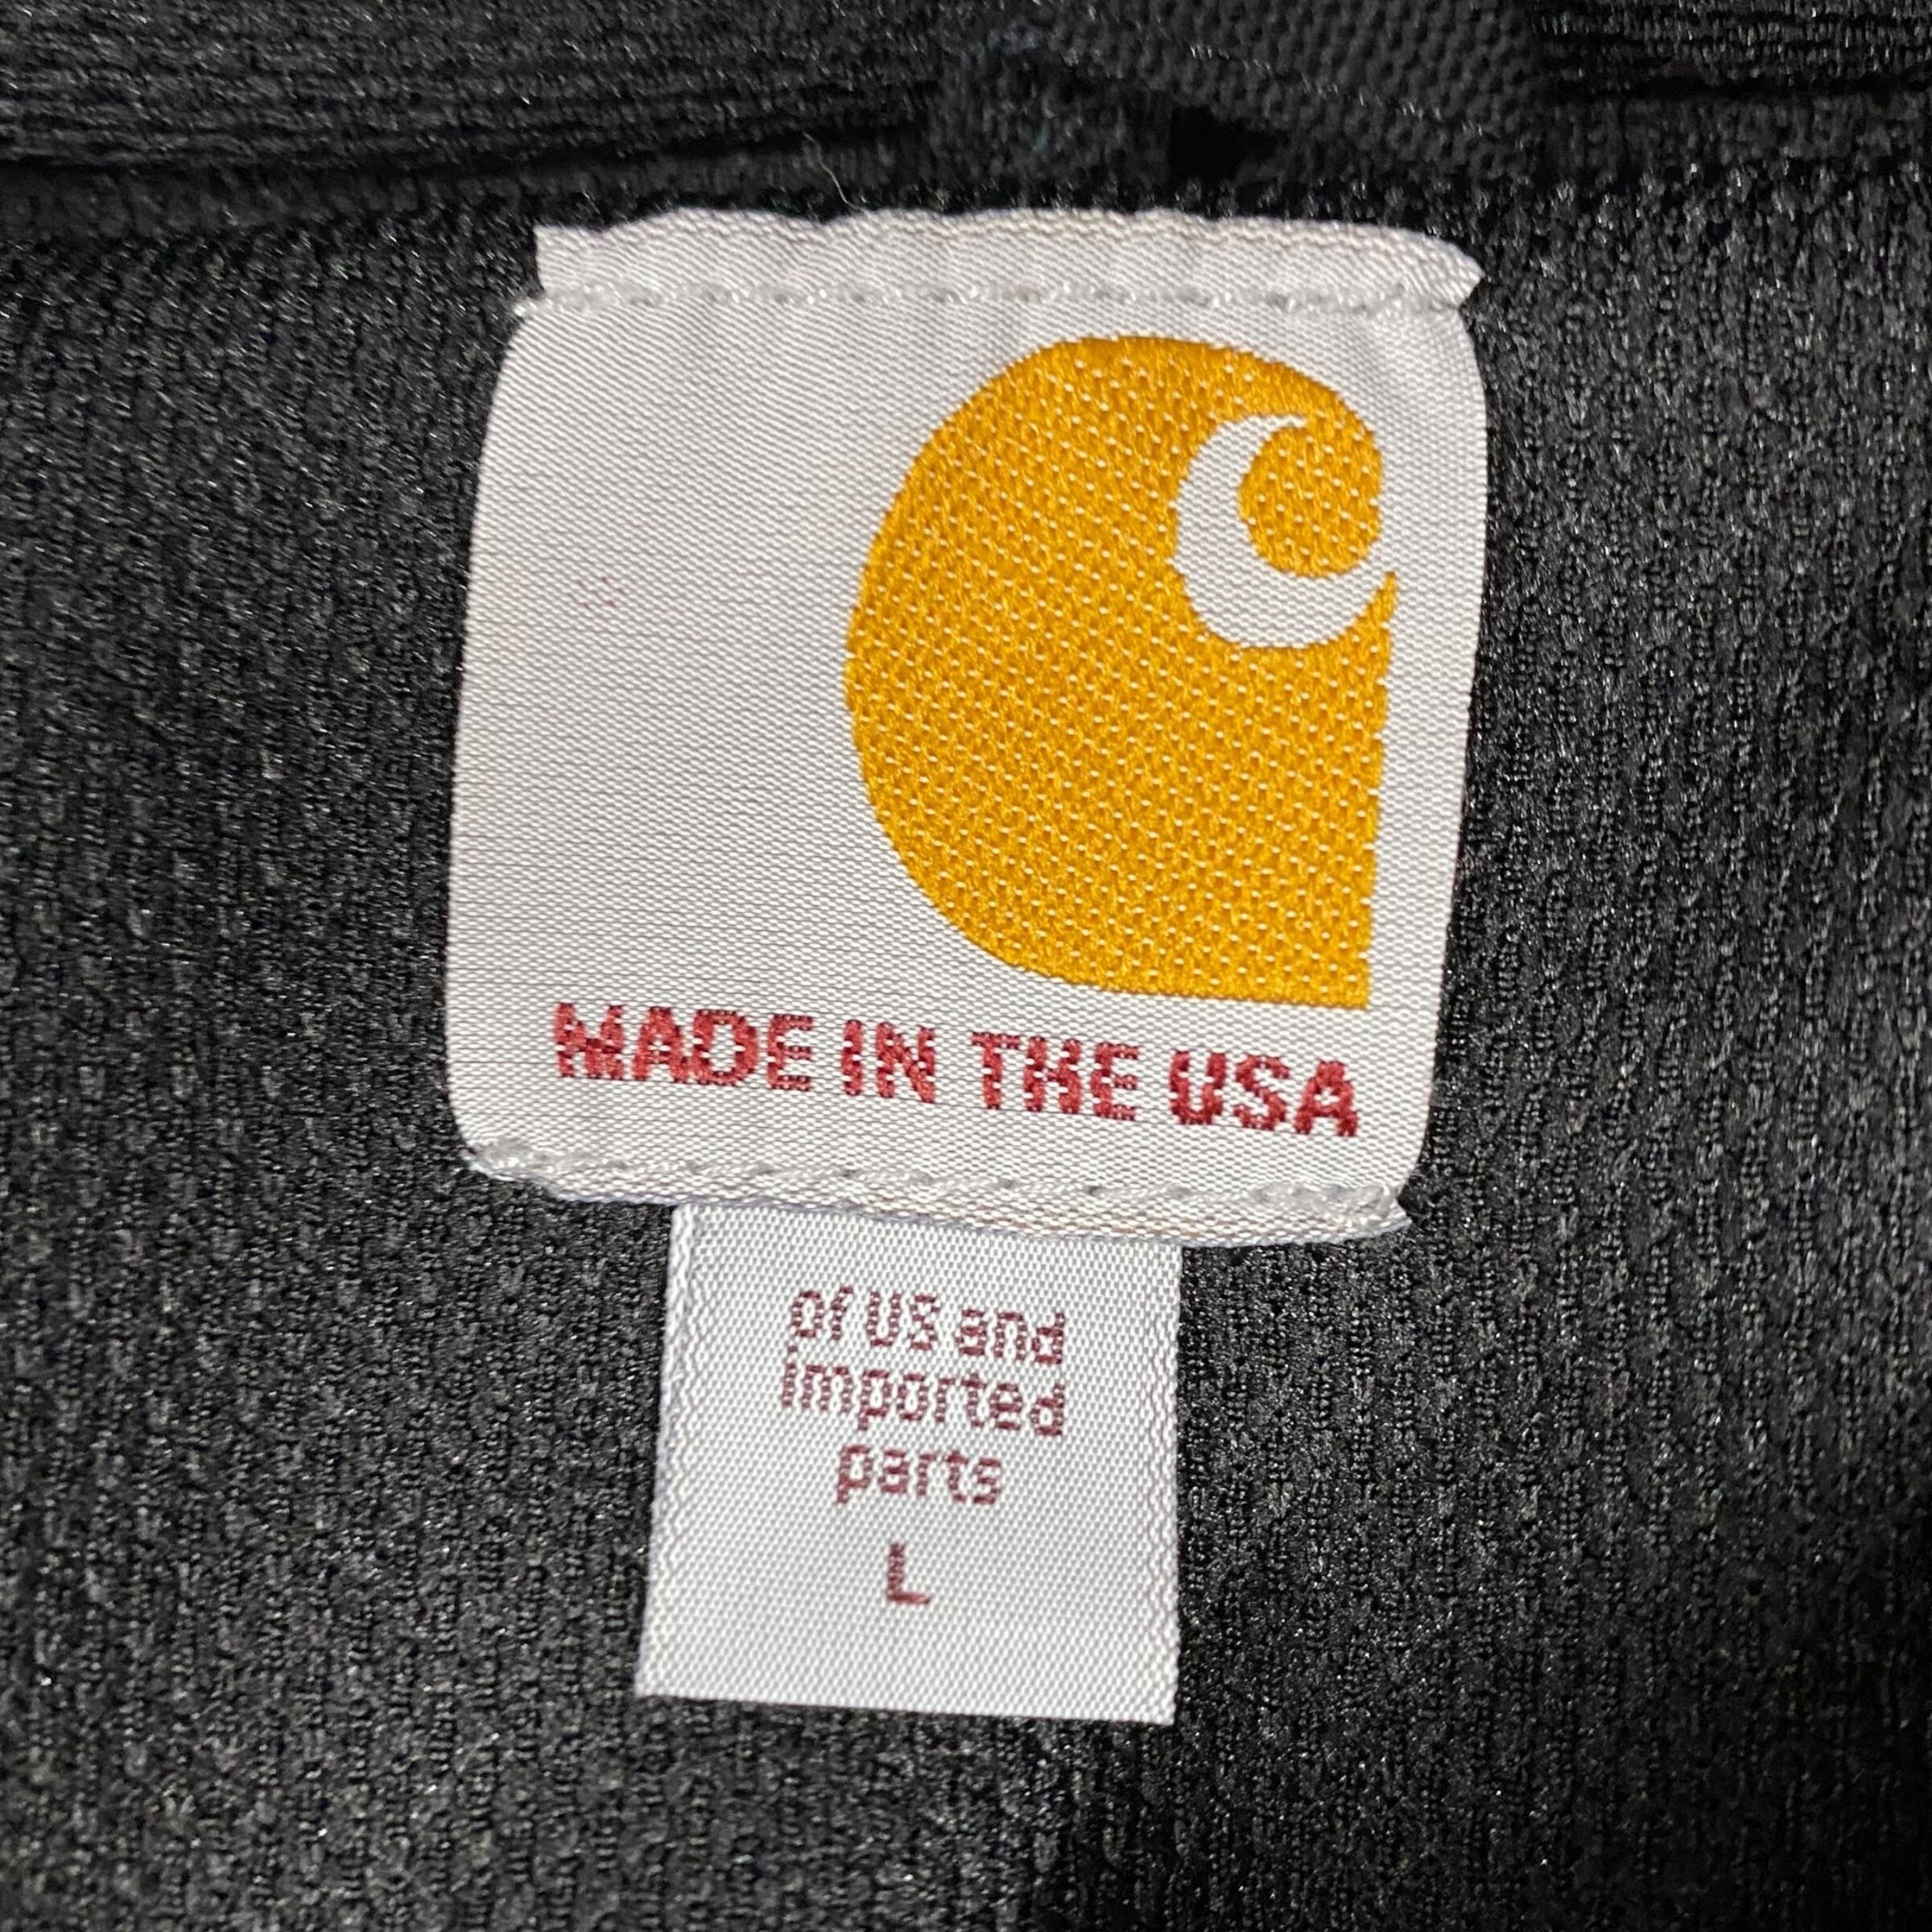 MADE IN THE USA
of US and
imported
parts
L